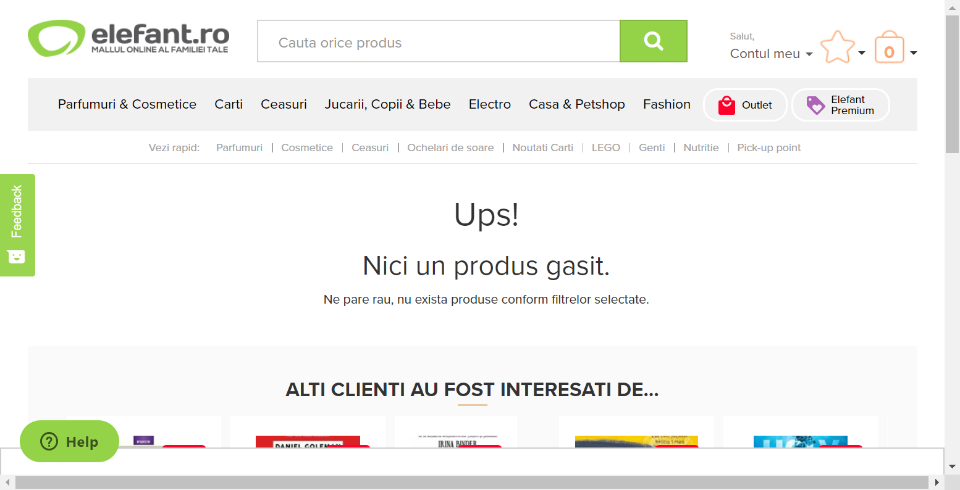 elefant.ro
MALLUL ONLINE AL FAMILIEI TALE
Cauta orice produs
Salut,
Contul meu
0
Parfumuri & Cosmetice
Carti
Ceasuri
Jucarii, Copii & Bebe
Electro
Casa & Petshop
Fashion
Outlet
Elefant
Premium
Vezi rapid: Parfumuri | Cosmetice | Ceasuri | Ochelari de soare | Noutati Carti | LEGO | Genti | Nutritie | Pick-up point
Feedback
Ups!
Nici un produs gasit.
Ne pare rau, nu exista produse conform filtrelor selectate.
ALTI CLIENTI AU FOST INTERESATI DE...
DANIEL GOLEMAN
IRINA BINDER
Help